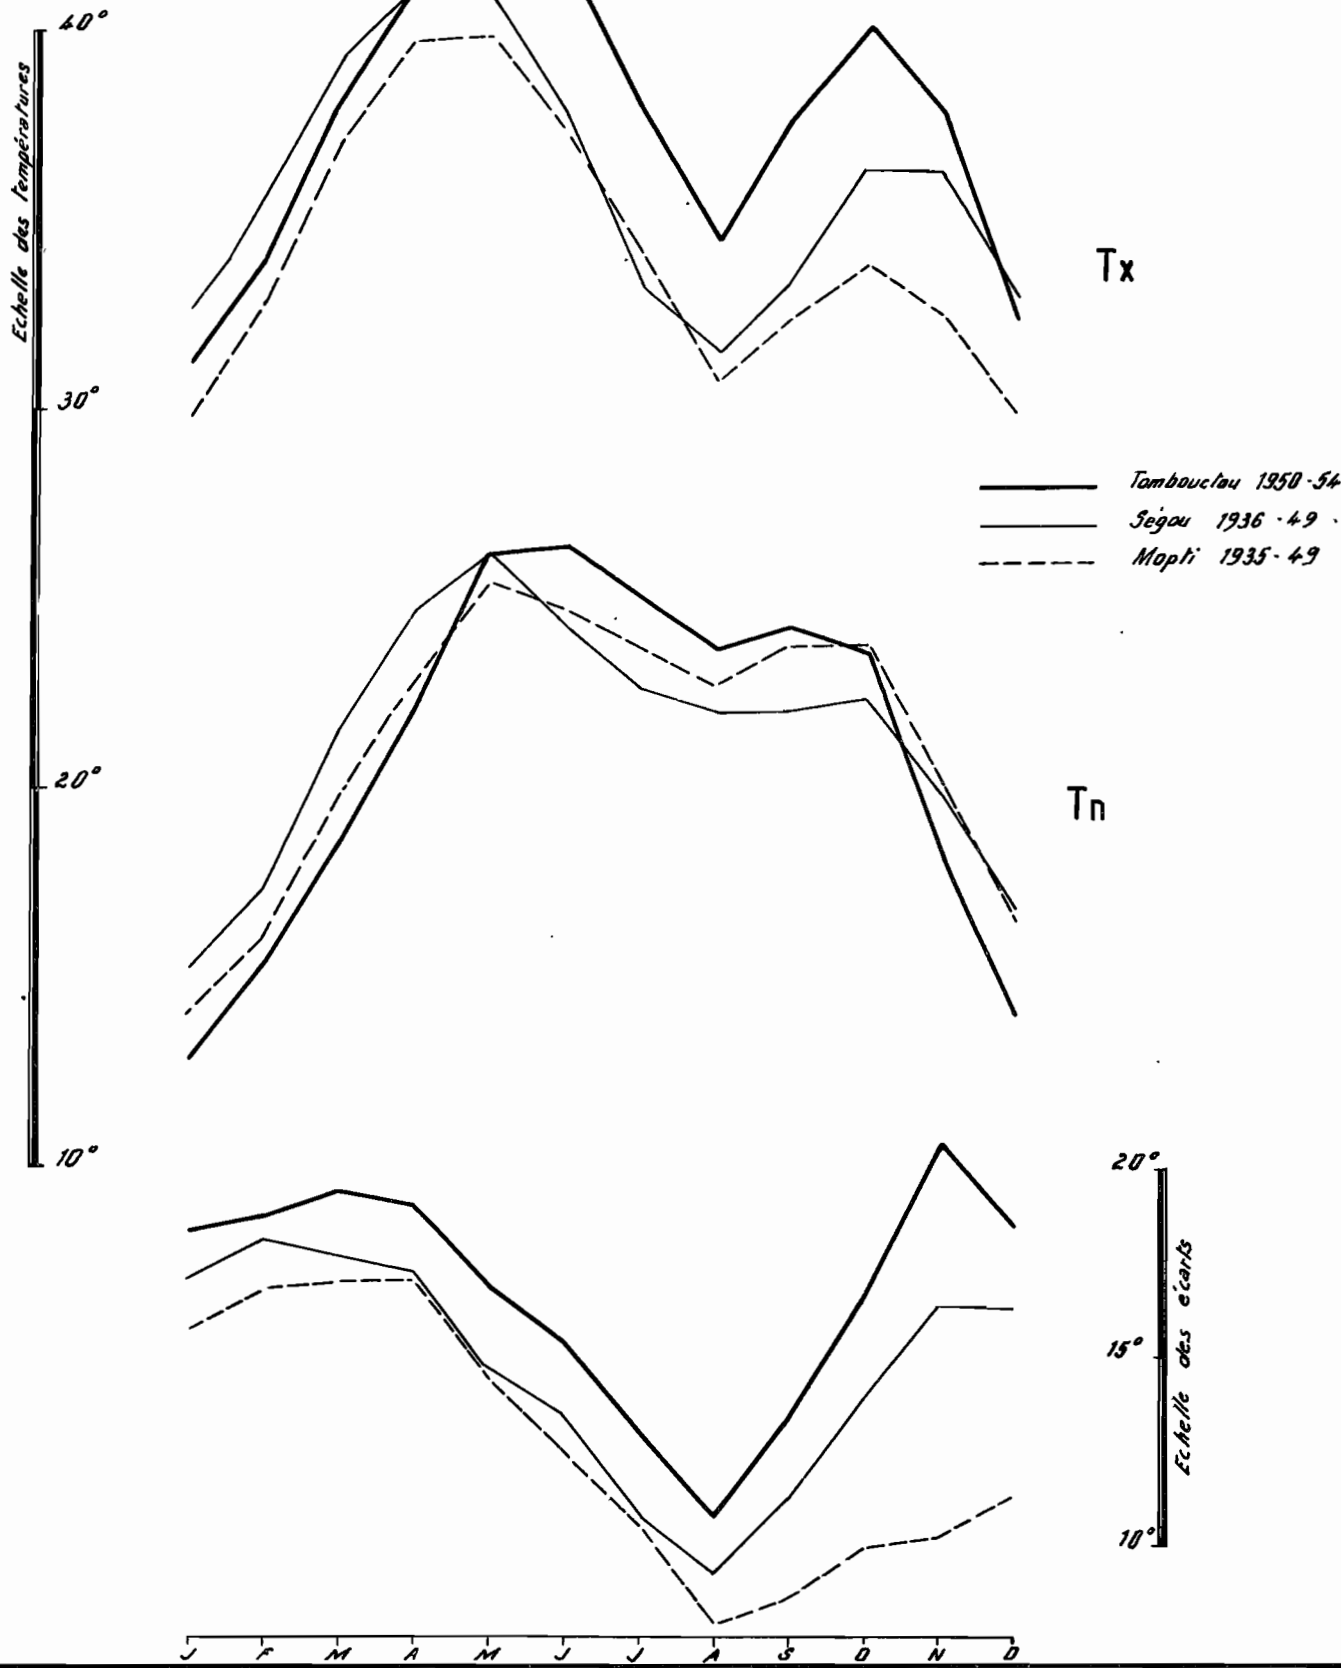 40°
Echelle des températures
Tx
30°
Tombouctou 1950-54
Ségou 1936-49
Mopti 1935-49
20°
Tn
10°
20°
15°
Echelle des écarts
10°
J F M A M J J A S O N D